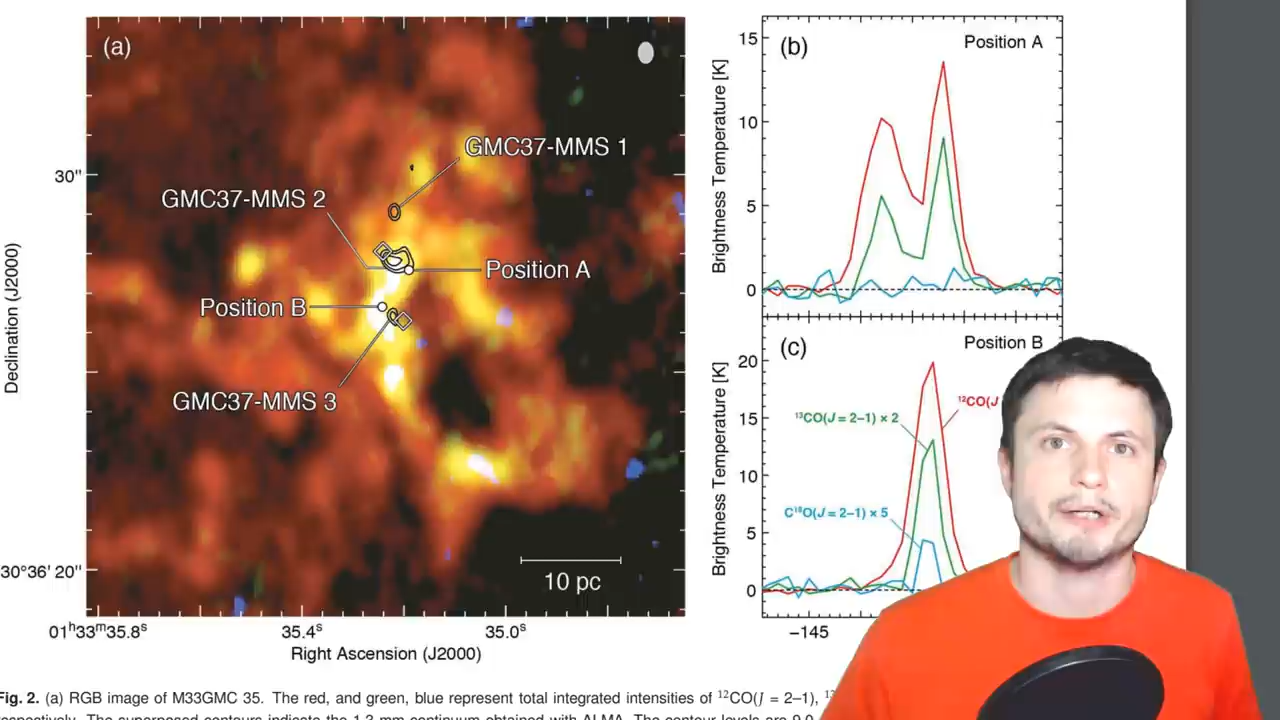 (a)
GMC37-MMS 1
30"
GMC37-MMS 2
Position A
Position B
GMC37-MMS 3
10 pc
30°36' 20"
01ʰ33ᵐ35.8ˢ
35.4ˢ
35.0ˢ
Declination (J2000)
Right Ascension (J2000)
(b)
Position A
15
10
5
0
Brightness Temperature [K]
(c)
Position B
20
15
10
5
0
Brightness Temperature [K]
¹²CO(J
¹³CO(J = 2–1) × 2
C¹⁸O(J = 2–1) × 5
−145
Fig. 2. (a) RGB image of M33GMC 35. The red, and green, blue represent total integrated intensities of ¹²CO(J = 2–1),
respectively. The superposed contours indicate the 1.3 mm continuum obtained with ALMA. The contour levels are 9.0